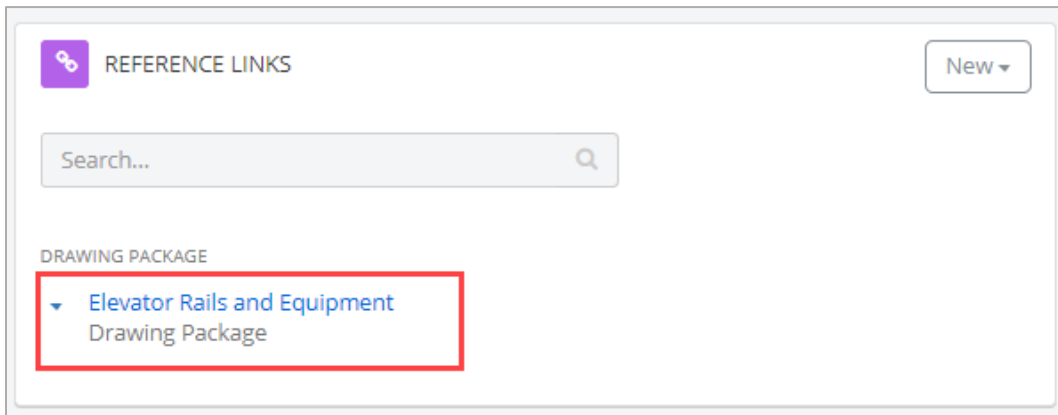 REFERENCE LINKS
New
Search...
DRAWING PACKAGE
Elevator Rails and Equipment
Drawing Package